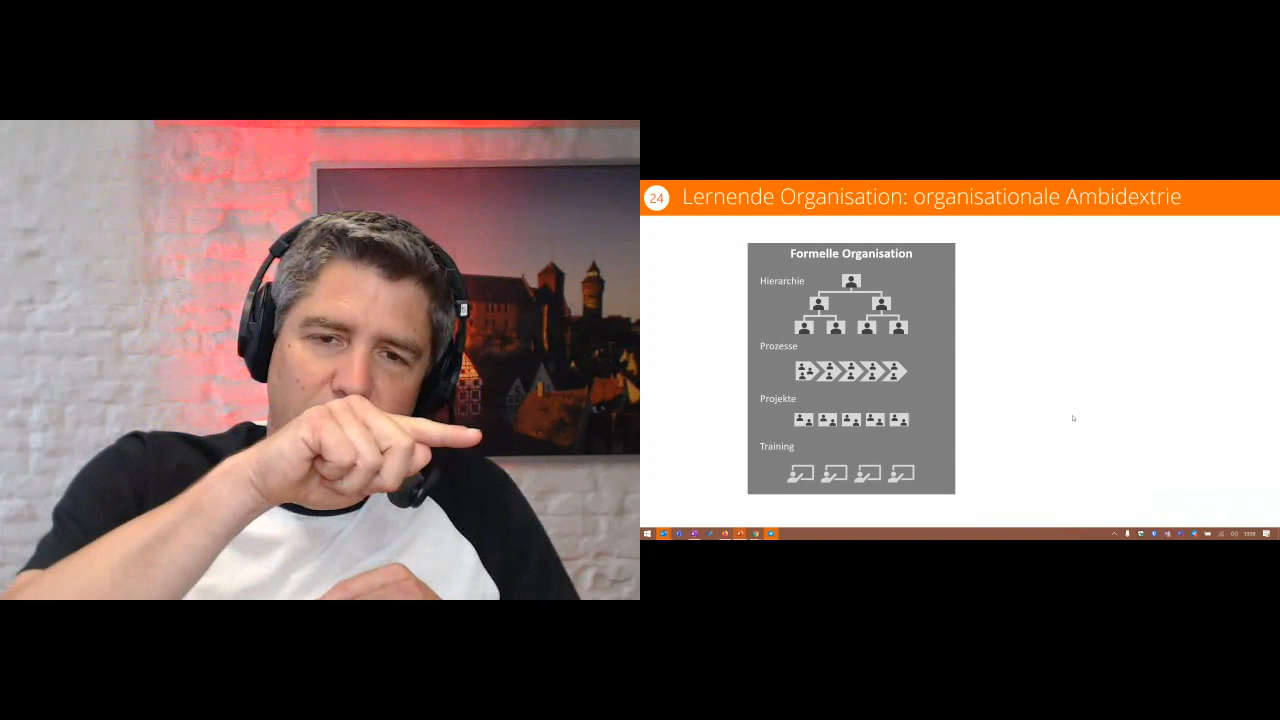 24 Lernende Organisation: organisationale Ambidextrie
Formelle Organisation
Hierarchie
Prozesse
Projekte
Training